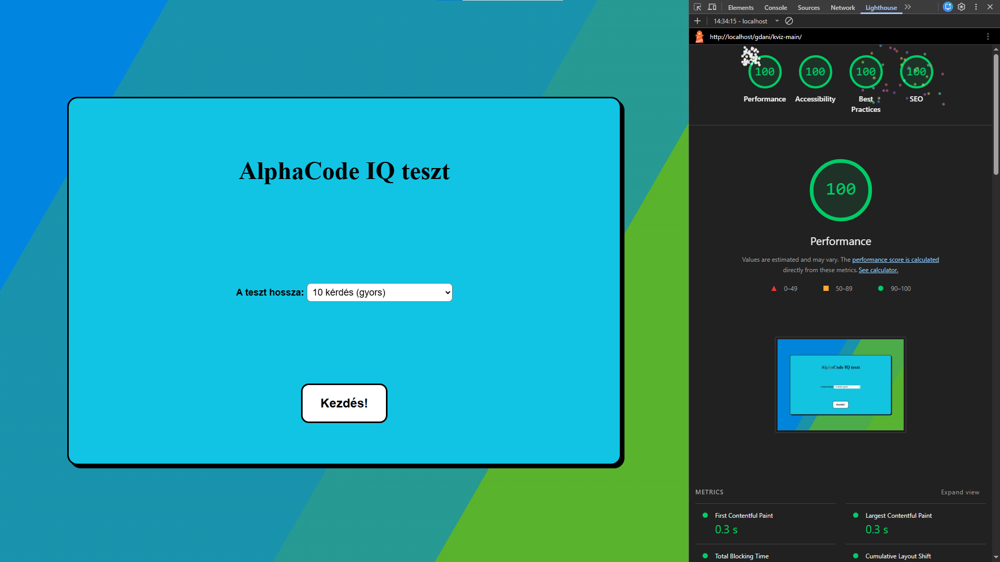 AlphaCode IQ teszt
A teszt hossza: 10 kérdés (gyors)
Kezdés!
Elements Console Sources Network Lighthouse
14:34:15 - localhost
http://localhost/gdani/kviz-main/
100 100 100 100
Performance Accessibility Best Practices SEO
100
Performance
Values are estimated and may vary. The performance score is calculated
directly from these metrics. See calculator.
0–49 50–89 90–100
AlphaCode IQ teszt
Kezdés!
METRICS Expand view
First Contentful Paint Largest Contentful Paint
0.3 s 0.3 s
Total Blocking Time Cumulative Layout Shift